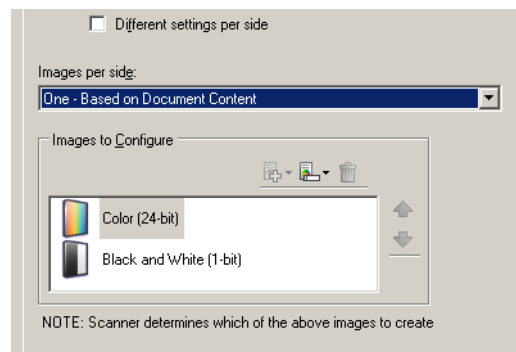 Different settings per side
Images per side:
One - Based on Document Content
Images to Configure
Color (24-bit)
Black and White (1-bit)
NOTE: Scanner determines which of the above images to create